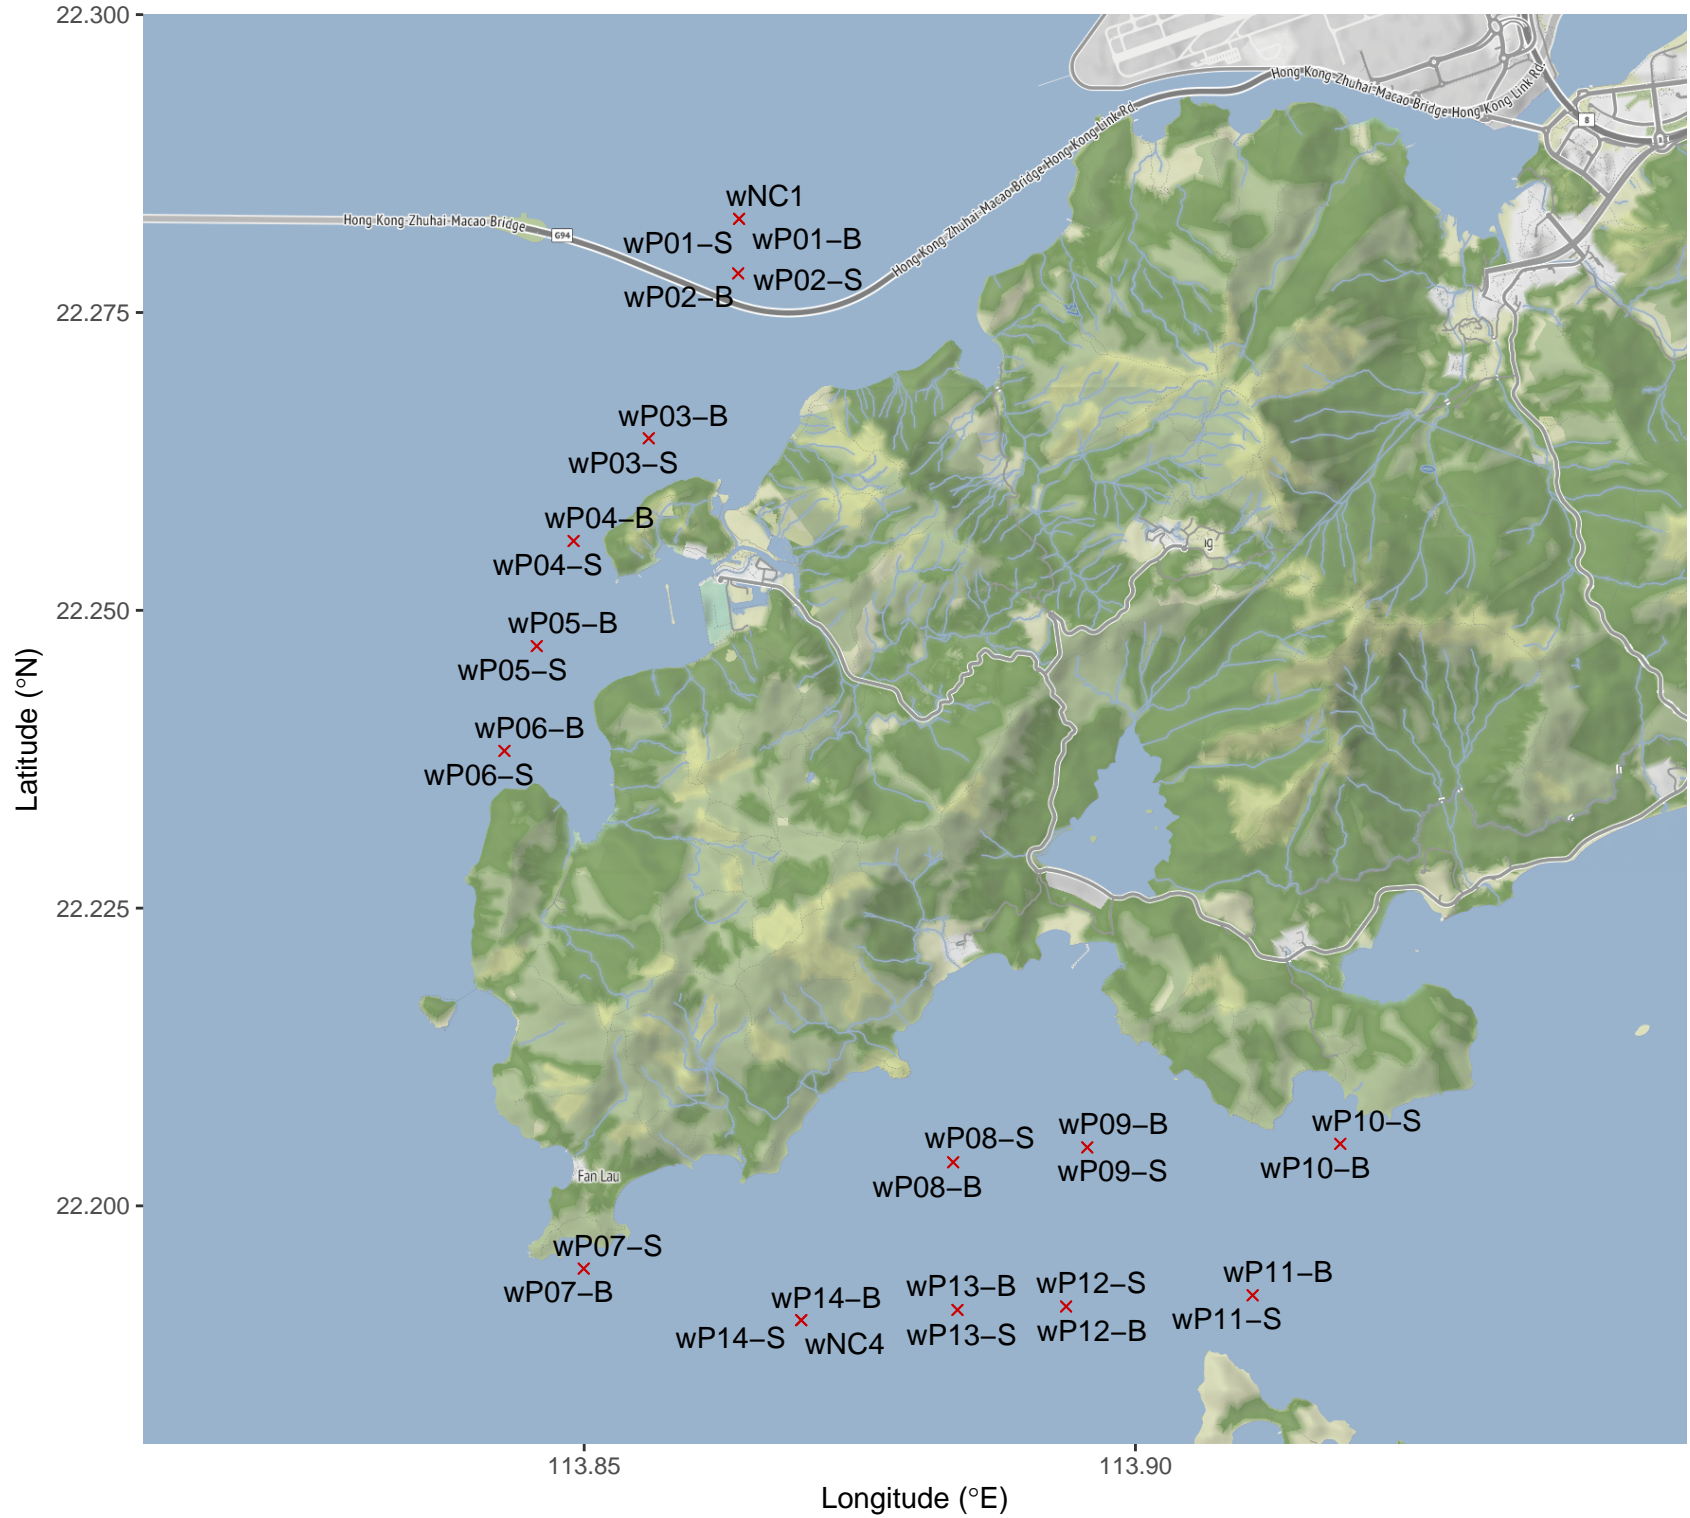 22.300
Hong Kong-Zhuhai-Macao Bridge Hong Kong Link Rd.
8
1
wNC1
Hong Kong-Zhuhai-Macao Bridge
G94
wP01−S
wP01−B
Hong Kong-Zhuhai-Macao Bridge Hong Kong Link Rd.
wP02−S
wP02−B
22.275
wP03−B
wP03−S
wP04−B
wP04−S
22.250
wP05−B
wP05−S
Latitude (°N)
wP06−B
wP06−S
22.225
wP10−S
wP09−B
wP08−S
wP10−B
wP09−S
Fan Lau
wP08−B
22.200
wP07−S
wP11−B
wP12−S
wP13−B
wP07−B
wP14−B
wP11−S
wP12−B
wP13−S
wP14−S
wNC4
113.85
113.90
Longitude (°E)